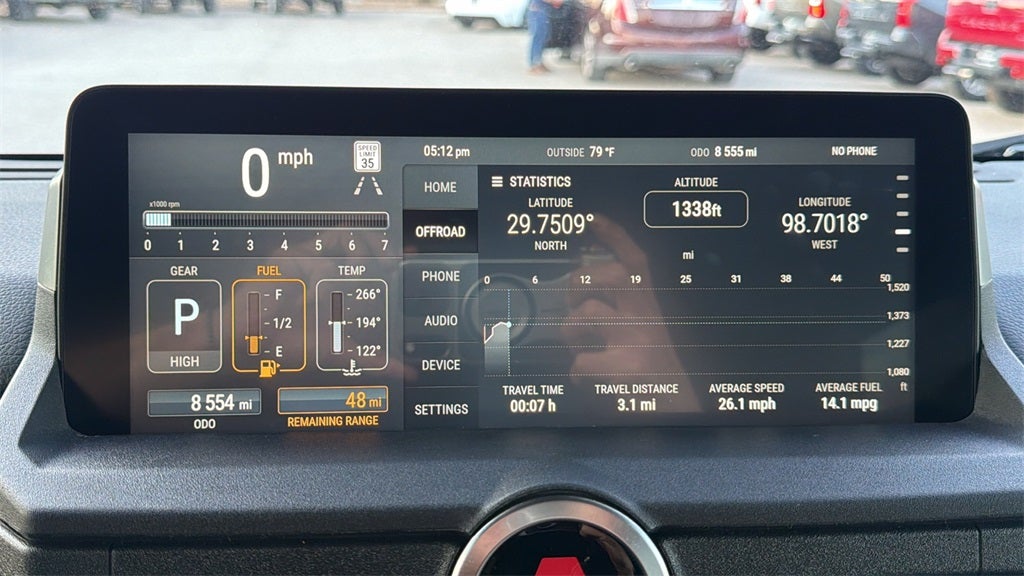 0 mph
SPEED
LIMIT
35
x1000 rpm
0 1 2 3 4 5 6 7
GEAR
P
HIGH
FUEL
F
1/2
E
TEMP
266°
194°
122°
8 554 mi
ODO
48 mi
REMAINING RANGE
05:12 pm OUTSIDE 79 °F ODO 8 555 mi NO PHONE
HOME
OFFROAD
PHONE
AUDIO
DEVICE
SETTINGS
STATISTICS
LATITUDE
29.7509°
NORTH
ALTITUDE
1338ft
LONGITUDE
98.7018°
WEST
mi
0 6 12 19 25 31 38 44 50
1,520
1,373
1,227
1,080
ft
TRAVEL TIME
00:07 h
TRAVEL DISTANCE
3.1 mi
AVERAGE SPEED
26.1 mph
AVERAGE FUEL
14.1 mpg